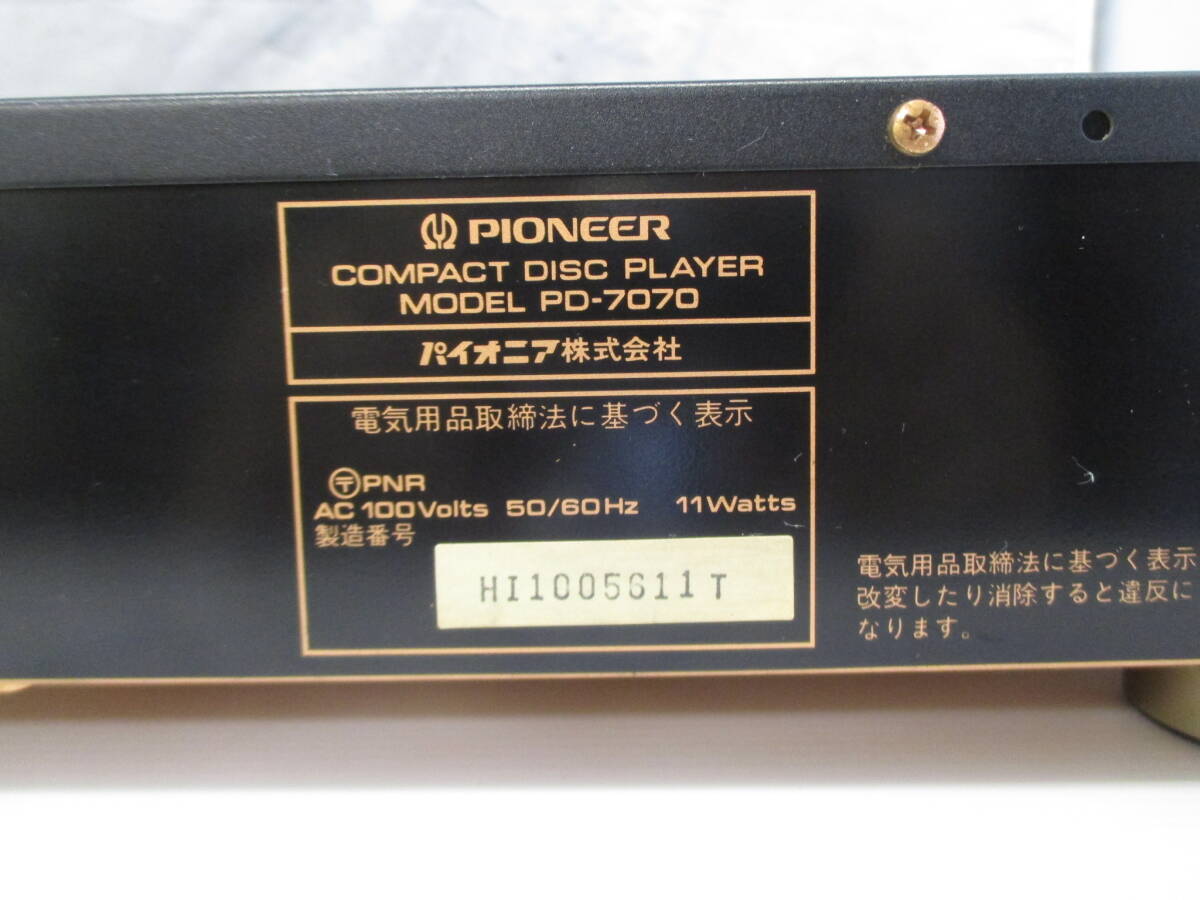 PIONEER
COMPACT DISC PLAYER
MODEL PD-7070
パイオニア株式会社
電気用品取締法に基づく表示
〒PNR
AC 100Volts 50/60Hz 11Watts
製造番号
HI1005611T
電気用品取締法に基づく表示
改変したり消除すると違反に
なります。